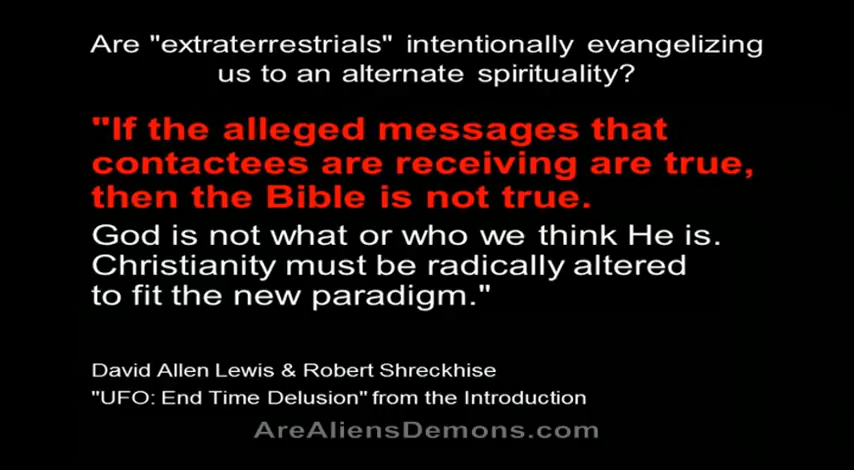 Are "extraterrestrials" intentionally evangelizing
us to an alternate spirituality?
"If the alleged messages that
contactees are receiving are true,
then the Bible is not true.
God is not what or who we think He is.
Christianity must be radically altered
to fit the new paradigm."
David Allen Lewis & Robert Shreckhise
"UFO: End Time Delusion" from the Introduction
AreAliensDemons.com